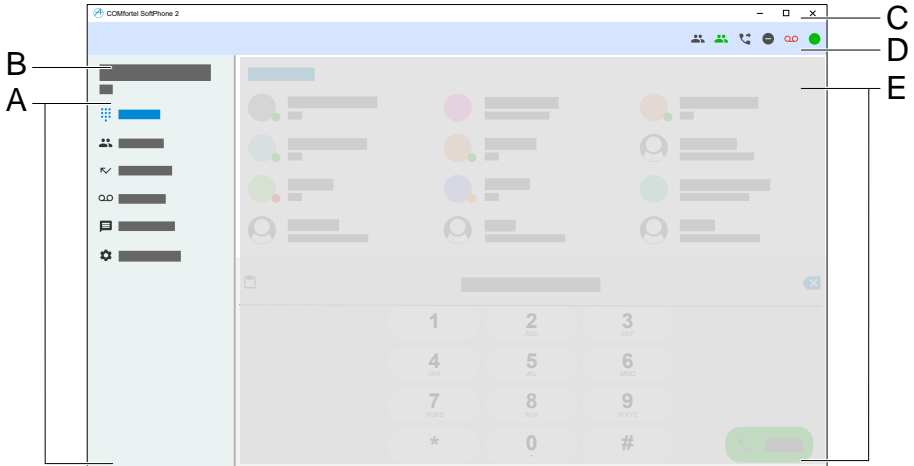 COMfortel SoftPhone 2
C
D
B
A
E
1 2 3
ABC DEF
4 5 6
GHI JKL MNO
7 8 9
PQRS TUV WXYZ
* 0 #
+